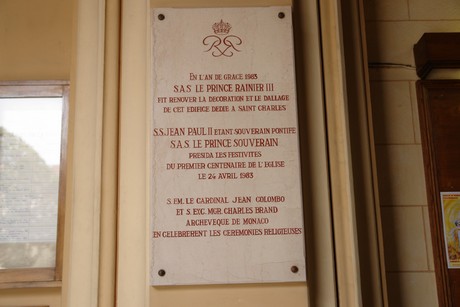 EN L'AN DE GRACE 1983
S.A.S. LE PRINCE RAINIER III
FIT RENOVER LA DECORATION ET LE DALLAGE
DE CET EDIFICE DEDIE A SAINT CHARLES
S.S. JEAN PAUL II ETANT SOUVERAIN PONTIFE
S.A.S. LE PRINCE SOUVERAIN
PRESIDA LES FESTIVITES
DU PREMIER CENTENAIRE DE L'EGLISE
LE 24 AVRIL 1983
S. EM. LE CARDINAL JEAN COLOMBO
ET S. EXC. MGR. CHARLES BRAND
ARCHEVEQUE DE MONACO
EN CELEBRERENT LES CEREMONIES RELIGIEUSES